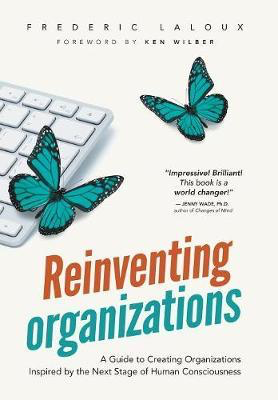 FREDERIC LALOUX
FOREWORD BY KEN WILBER
"Impressive! Brilliant!
This book is a
world changer!"
— JENNY WADE, Ph.D.
author of Changes of Mind
Reinventing
organizations
A Guide to Creating Organizations
Inspired by the Next Stage of Human Consciousness